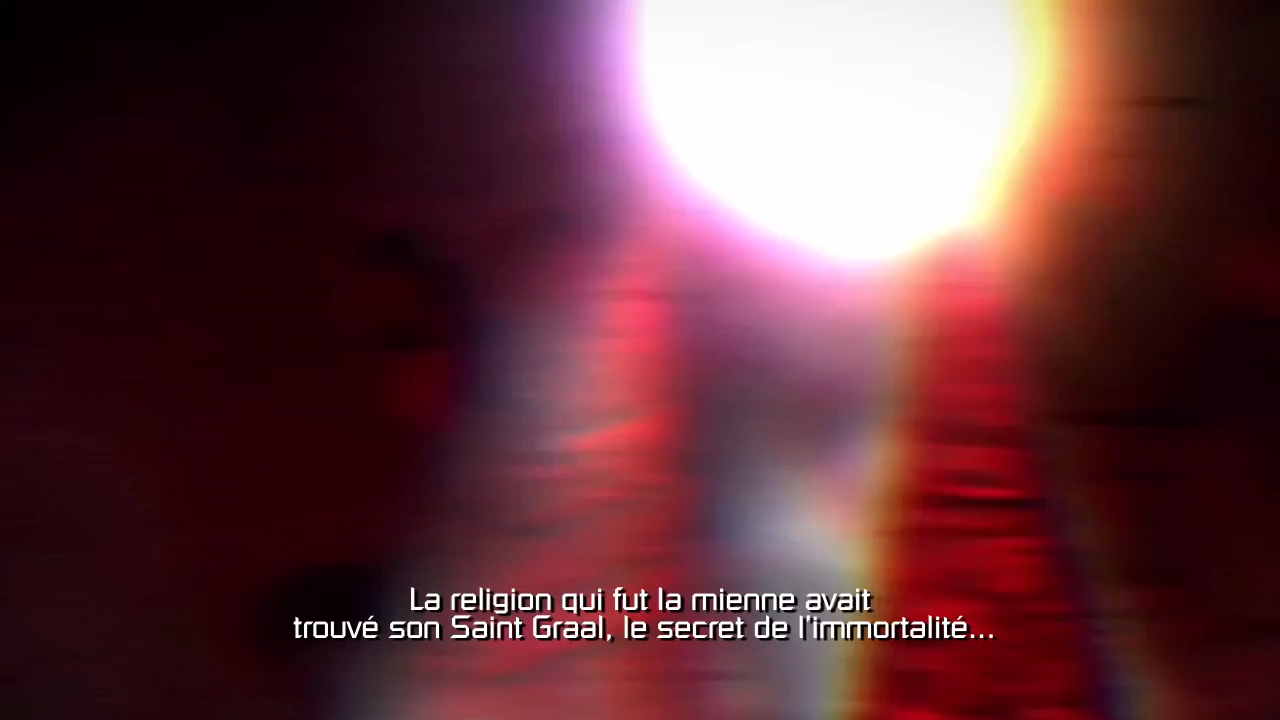 La religion qui fut la mienne avait
trouvé son Saint Graal, le secret de l'immortalité...